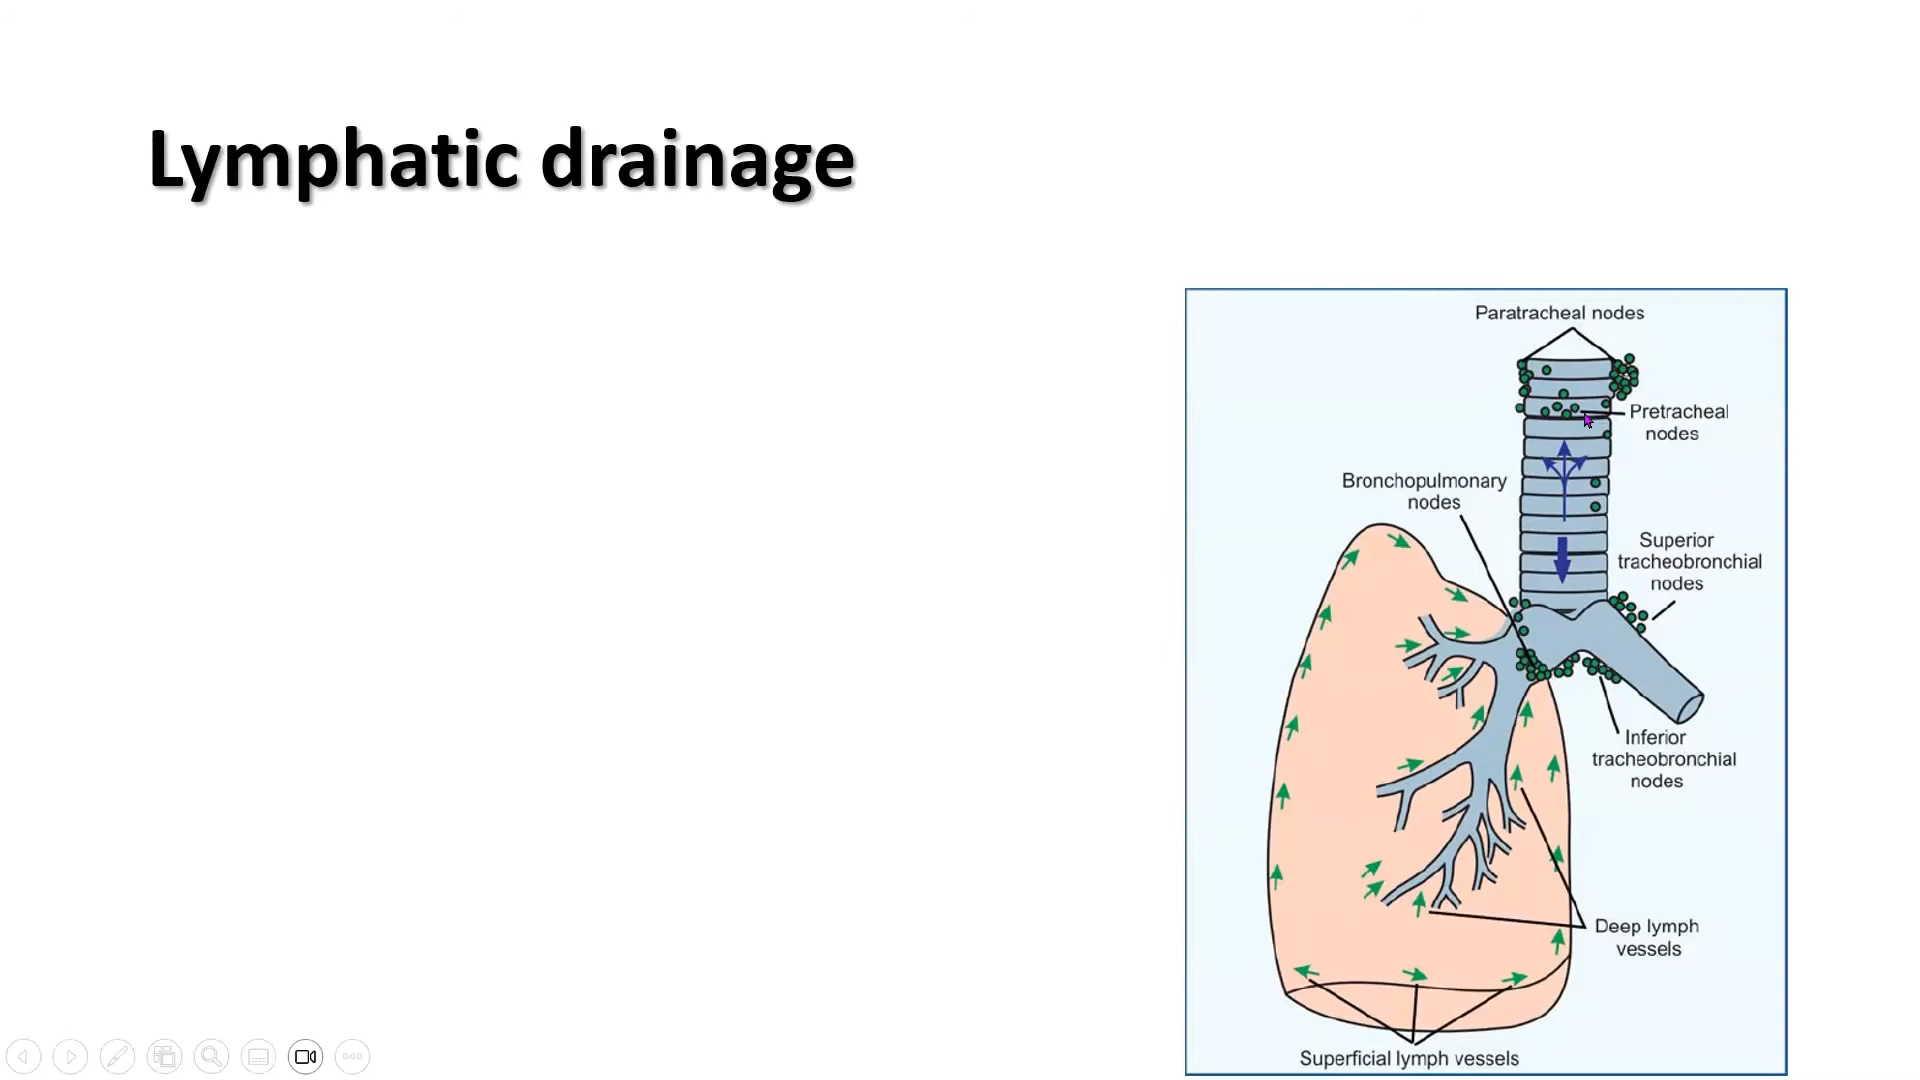 Lymphatic drainage
Paratracheal nodes
Pretracheal
nodes
Bronchopulmonary
nodes
Superior
tracheobronchial
nodes
Inferior
tracheobronchial
nodes
Deep lymph
vessels
Superficial lymph vessels